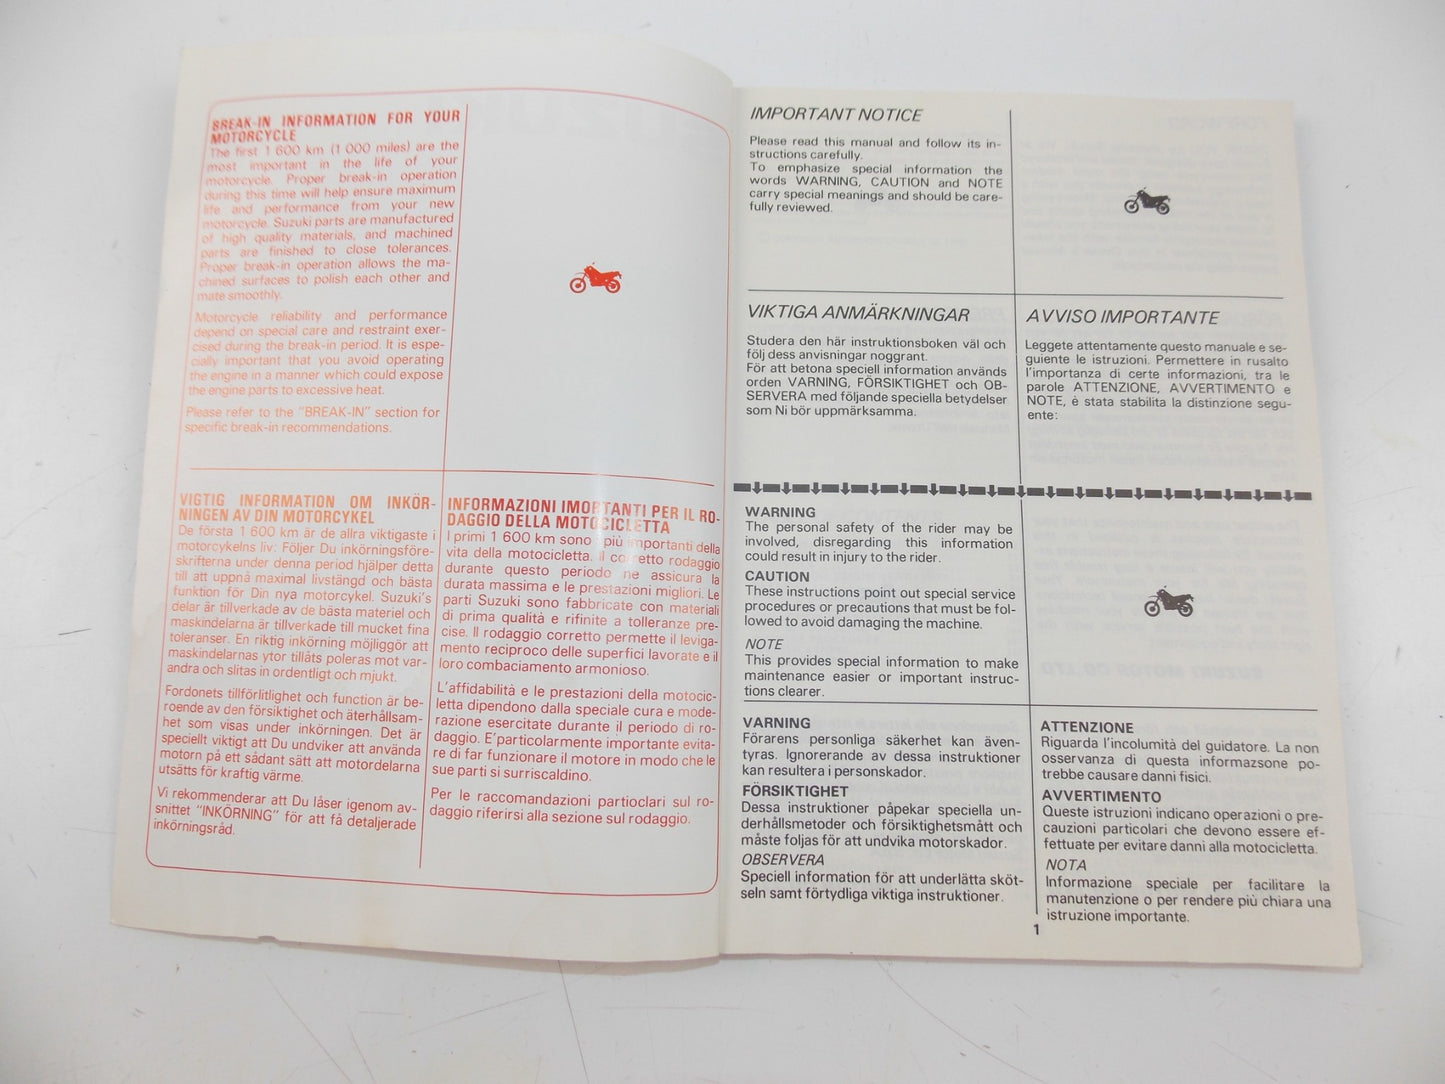 BREAK-IN INFORMATION FOR YOUR
MOTORCYCLE
The first 1 600 km (1 000 miles) are the
most important in the life of your
motorcycle. Proper break-in operation
during this time will help ensure maximum
life and performance from your new
motorcycle. Suzuki parts are manufactured
of high quality materials, and machined
parts are finished to close tolerances.
Proper break-in operation allows the ma-
chined surfaces to polish each other and
mate smoothly.
Motorcycle reliability and performance
depend on special care and restraint exer-
cised during the break-in period. It is espe-
cially important that you avoid operating
the engine in a manner which could expose
the engine parts to excessive heat.
Please refer to the "BREAK-IN" section for
specific break-in recommendations.
VIGTIG INFORMATION OM INKÖR-
NINGEN AV DIN MOTORCYKEL
De första 1 600 km är de allra viktigaste i
motorcykelns liv: Följer Du inkörningsföre-
skrifterna under denna period hjälper detta
till att uppnå maximal livstängd och bästa
funktion för Din nya motorcykel. Suzuki's
delar är tillverkade av de bästa materiel och
maskindelarna är tillverkade till mucket fina
toleranser. En riktig inkörning möjliggör att
maskindelarnas ytor tillåts poleras mot var-
andra och slitas in ordentligt och mjukt.
Fordonets tillförlitlighet och function är be-
roende av den försiktighet och äterhållsam-
het som visas under inkörningen. Det är
speciellt viktigt att Du undviker att använda
motorn på ett sådant sätt att motordelarna
utsätts för kraftig värme.
Vi rekommenderar att Du låser igenom av-
snittet "INKÖRNING" för att få detaljerade
inkörningsråd.
INFORMAZIONI IMORTANTI PER IL RO-
DAGGIO DELLA MOTOCICLETTA
I primi 1 600 km sono i più importanti della
vita della motocicletta. Il corretto rodaggio
durante questo periodo ne assicura la
durata massima e le prestazioni migliori. Le
parti Suzuki sono fabbricate con materiali
di prima qualità e rifinite a tolleranze pre-
cise. Il rodaggio corretto permette il leviga-
mento reciproco delle superfici lavorate e il
loro combaciamento armonioso.
L'affidabilità e le prestazioni della motocic-
letta dipendono dalla speciale cura e mode-
razione esercitate durante il periodo di ro-
daggio. E'particolarmente importante evita-
re di far funzionare il motore in modo che le
sue parti si surriscaldino.
Per le raccomandazioni partioclari sul ro-
daggio riferirsi alla sezione sul rodaggio.
IMPORTANT NOTICE
Please read this manual and follow its in-
structions carefully.
To emphasize special information the
words WARNING, CAUTION and NOTE
carry special meanings and should be care-
fully reviewed.
VIKTIGA ANMÄRKNINGAR
Studera den här instruktionsboken väl och
följ dess anvisningar noggrant.
För att betona speciell information används
orden VARNING, FÖRSIKTIGHET och OB-
SERVERA med följande speciella betydelser
som Ni bör uppmärksamma.
AVVISO IMPORTANTE
Leggete attentamente questo manuale e se-
guiente le istruzioni. Permettere in rusalto
l'importanza di certe informazioni, tra le
parole ATTENZIONE, AVVERTIMENTO e
NOTE, è stata stabilita la distinzione segu-
ente:
WARNING
The personal safety of the rider may be
involved, disregarding this information
could result in injury to the rider.
CAUTION
These instructions point out special service
procedures or precautions that must be fol-
lowed to avoid damaging the machine.
NOTE
This provides special information to make
maintenance easier or important instruc-
tions clearer.
VARNING
Förarens personliga säkerhet kan även-
tyras. Ignorerande av dessa instruktioner
kan resultera i personskador.
FÖRSIKTIGHET
Dessa instruktioner påpekar speciella un-
derhållsmetoder och försiktighetsmått och
måste foljas för att undvika motorskador.
OBSERVERA
Speciell information för att underlätta sköt-
seln samt förtydliga viktiga instruktioner.
ATTENZIONE
Riguarda l'incolumità del guidatore. La non
osservanza di questa informazsone po-
trebbe causare danni fisici.
AVVERTIMENTO
Queste istruzioni indicano operazioni o pre-
cauzioni particolari che devono essere ef-
fettuate per evitare danni alla motocicletta.
NOTA
Informazione speciale per facilitare la
manutenzione o per rendere più chiara una
istruzione importante.
1